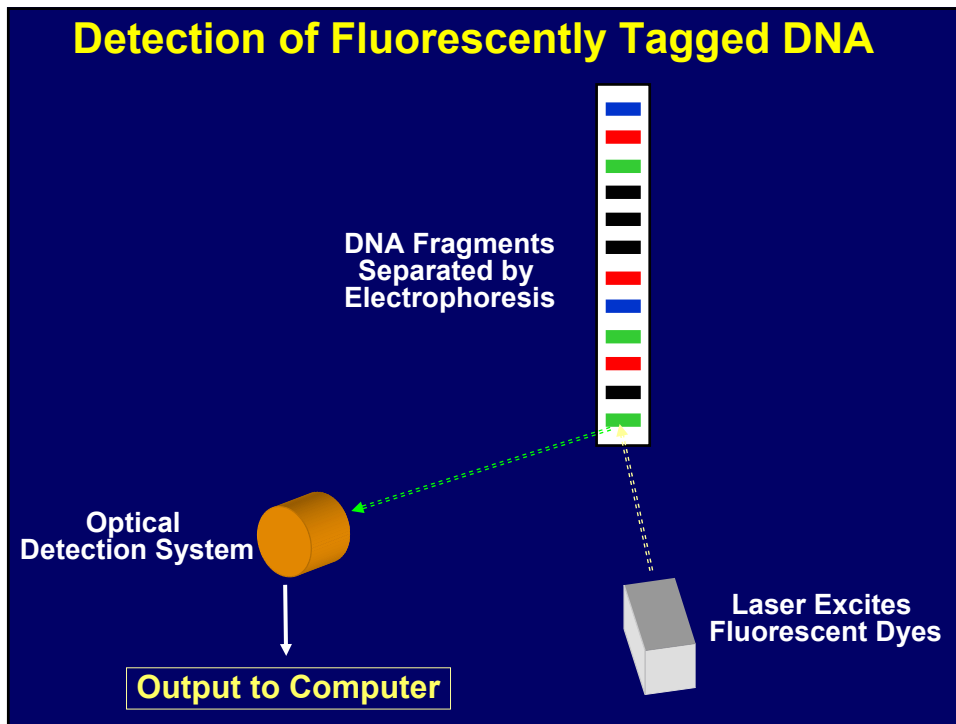 Detection of Fluorescently Tagged DNA
DNA Fragments
Separated by
Electrophoresis
Optical
Detection System
Laser Excites
Fluorescent Dyes
Output to Computer